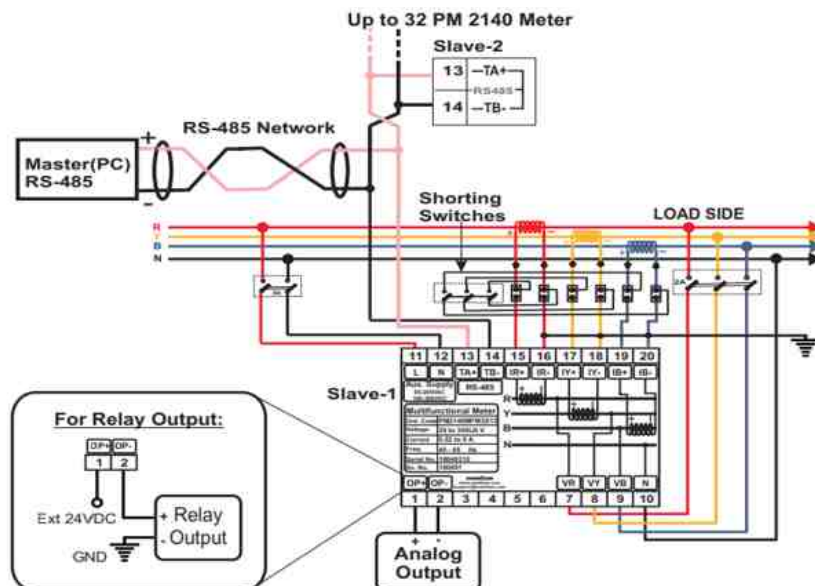 Up to 32 PM 2140 Meter
Slave-2
13 TA+
RS485
14 TB-
RS-485 Network
+
Master(PC)
RS-485
-
Shorting
Switches
LOAD SIDE
R
Y
B
N
2A
11 12 13 14 15 16 17 18 19 20
L N TA+ TB- IR+ IR- IY+ IY- IB+ IB-
Slave-1
Aux. Supply
RS-485
Multifunctional Meter
R
Y
B
N
For Relay Output:
OP+ OP-
1 2
Ext 24VDC
+ Relay
- Output
GND
OP+ OP- VR VY VB N
1 2 3 4 5 6 7 8 9 10
+ -
Analog
Output